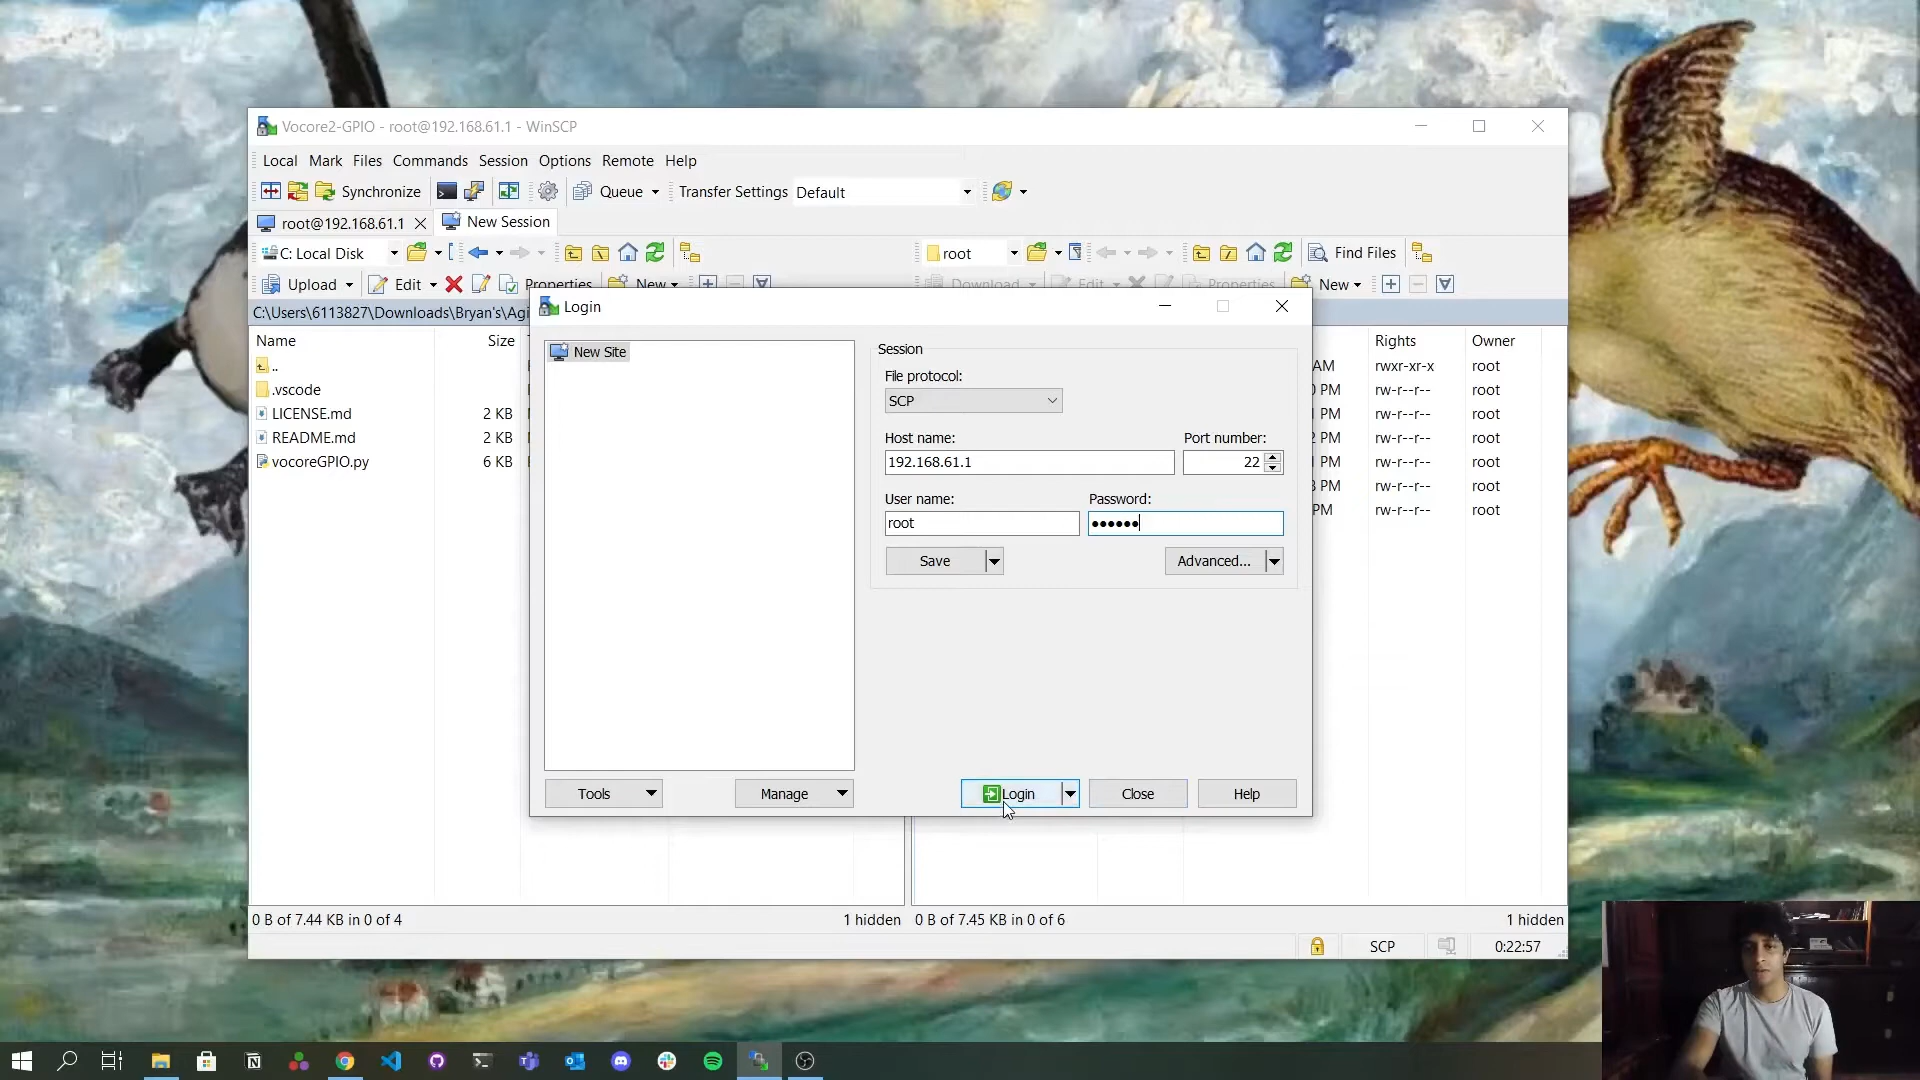 Vocore2-GPIO - root@192.168.61.1 - WinSCP
Local Mark Files Commands Session Options Remote Help
Synchronize Queue Transfer Settings Default
root@192.168.61.1 New Session
C: Local Disk root Find Files
Upload Edit Properties New Download Edit Properties New
C:\Users\6113827\Downloads\Bryan's\Agi
Login
Name Size Rights Owner
..
AM rwxr-xr-x root
.vscode
PM rw-r--r-- root
LICENSE.md 2 KB
PM rw-r--r-- root
README.md 2 KB
2 PM rw-r--r-- root
vocoreGPIO.py 6 KB
PM rw-r--r-- root
PM rw-r--r-- root
PM rw-r--r-- root
New Site
Session
File protocol:
SCP
Host name: Port number:
192.168.61.1 22
User name: Password:
root ••••••
Save Advanced...
Tools Manage Login Close Help
0 B of 7.44 KB in 0 of 4 1 hidden 0 B of 7.45 KB in 0 of 6 1 hidden
SCP 0:22:57